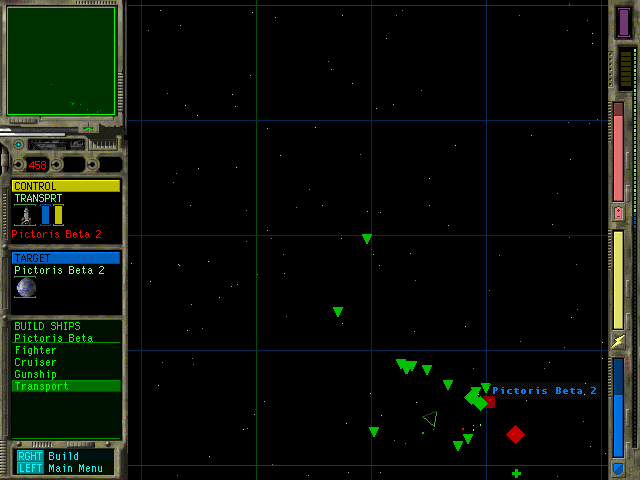 458
CONTROL
TRANSPRT
Pictoris Beta 2
TARGET
Pictoris Beta 2
BUILD SHIPS
Pictoris Beta
Fighter
Cruiser
Gunship
Transport
RGHT Build
LEFT Main Menu
Pictoris Beta 2